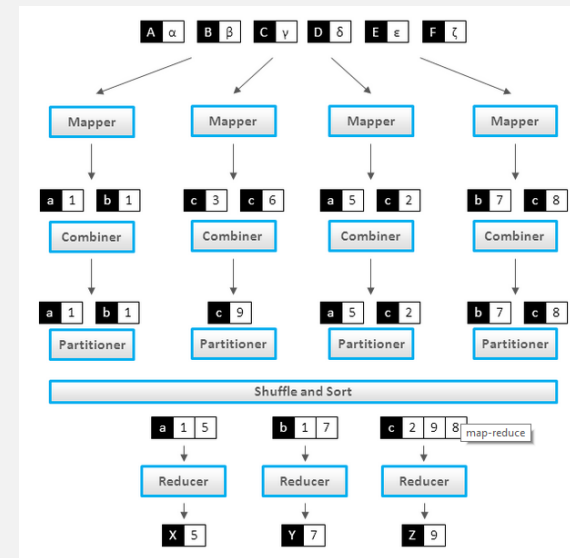 A α B β C γ D δ E ε F ζ
Mapper Mapper Mapper Mapper
a 1 b 1 c 3 c 6 a 5 c 2 b 7 c 8
Combiner Combiner Combiner Combiner
a 1 b 1 c 9 a 5 c 2 b 7 c 8
Partitioner Partitioner Partitioner Partitioner
Shuffle and Sort
a 1 5 b 1 7 c 2 9 8
map-reduce
Reducer Reducer Reducer
X 5 Y 7 Z 9